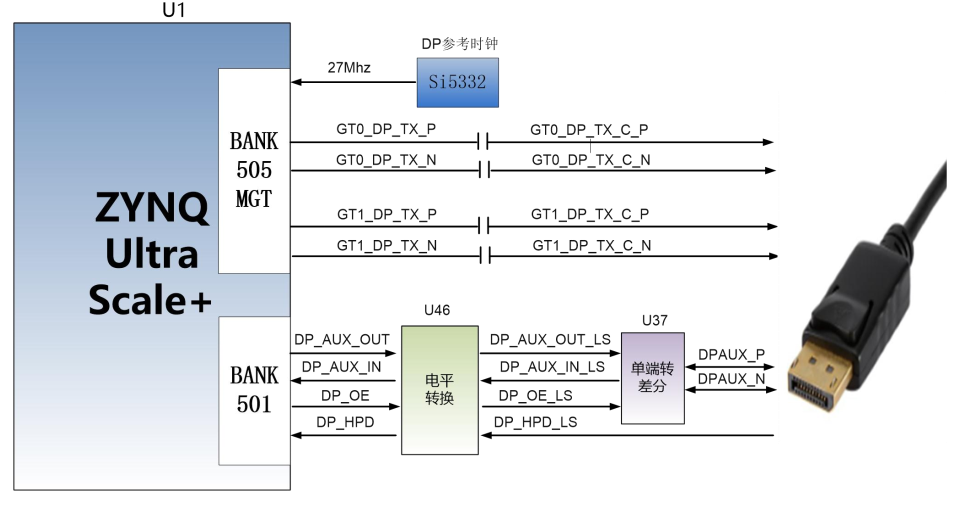 U1
DP参考时钟
27Mhz
Si5332
BANK
505
MGT
GT0_DP_TX_P
GT0_DP_TX_C_P
GT0_DP_TX_N
GT0_DP_TX_C_N
GT1_DP_TX_P
GT1_DP_TX_C_P
GT1_DP_TX_N
GT1_DP_TX_C_N
ZYNQ
Ultra
Scale+
U46
U37
BANK
501
DP_AUX_OUT
DP_AUX_IN
DP_OE
DP_HPD
电平
转换
DP_AUX_OUT_LS
DP_AUX_IN_LS
DP_OE_LS
DP_HPD_LS
单端转
差分
DPAUX_P
DPAUX_N